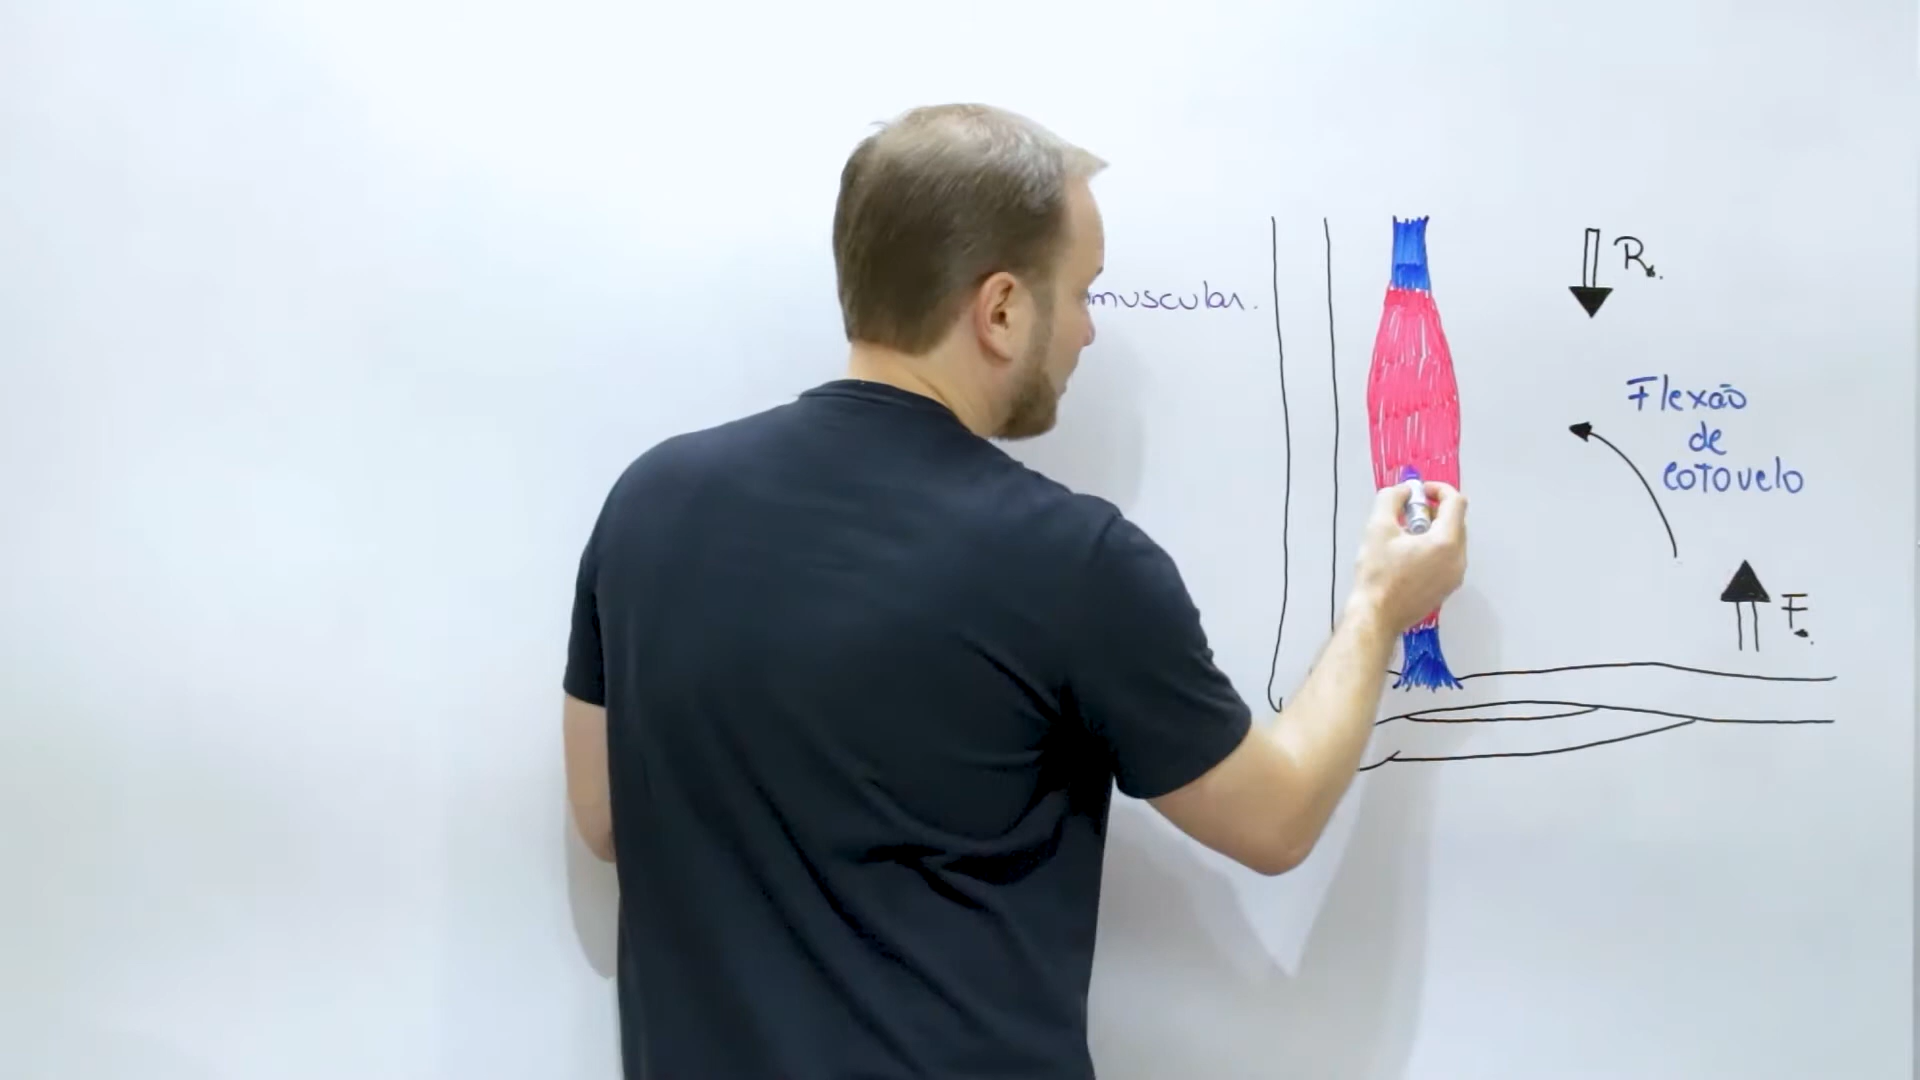 muscular.
R.
Flexão
de
cotovelo
F.